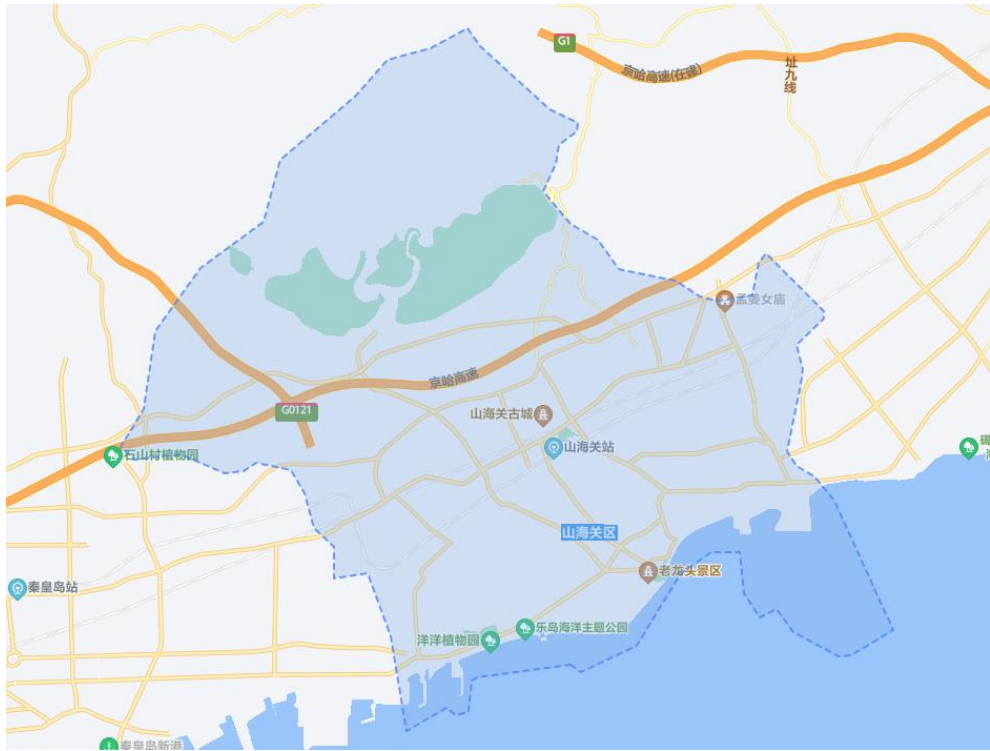 G1
京哈高速(在建)
址九线
孟姜女庙
京哈高速
G0121
山海关古城
山海关站
石山村植物园
山海关区
老龙头景区
秦皇岛站
乐岛海洋主题公园
洋洋植物园
秦皇岛新港